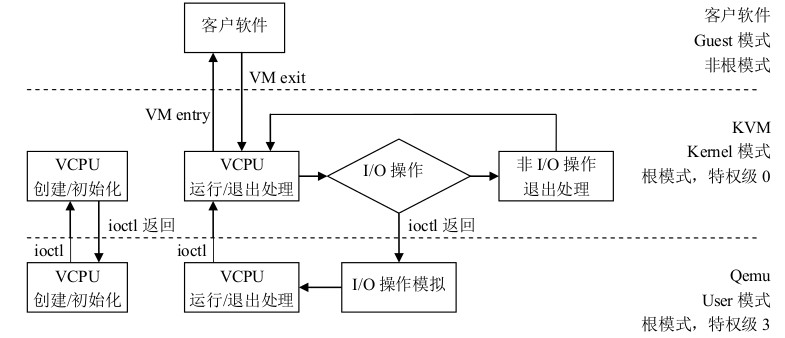 客户软件
客户软件
Guest 模式
非根模式
VM exit
VM entry
KVM
Kernel 模式
根模式，特权级 0
VCPU
创建/初始化
VCPU
运行/退出处理
I/O 操作
非 I/O 操作
退出处理
ioctl 返回
ioctl
ioctl
ioctl 返回
VCPU
创建/初始化
VCPU
运行/退出处理
I/O 操作模拟
Qemu
User 模式
根模式，特权级 3